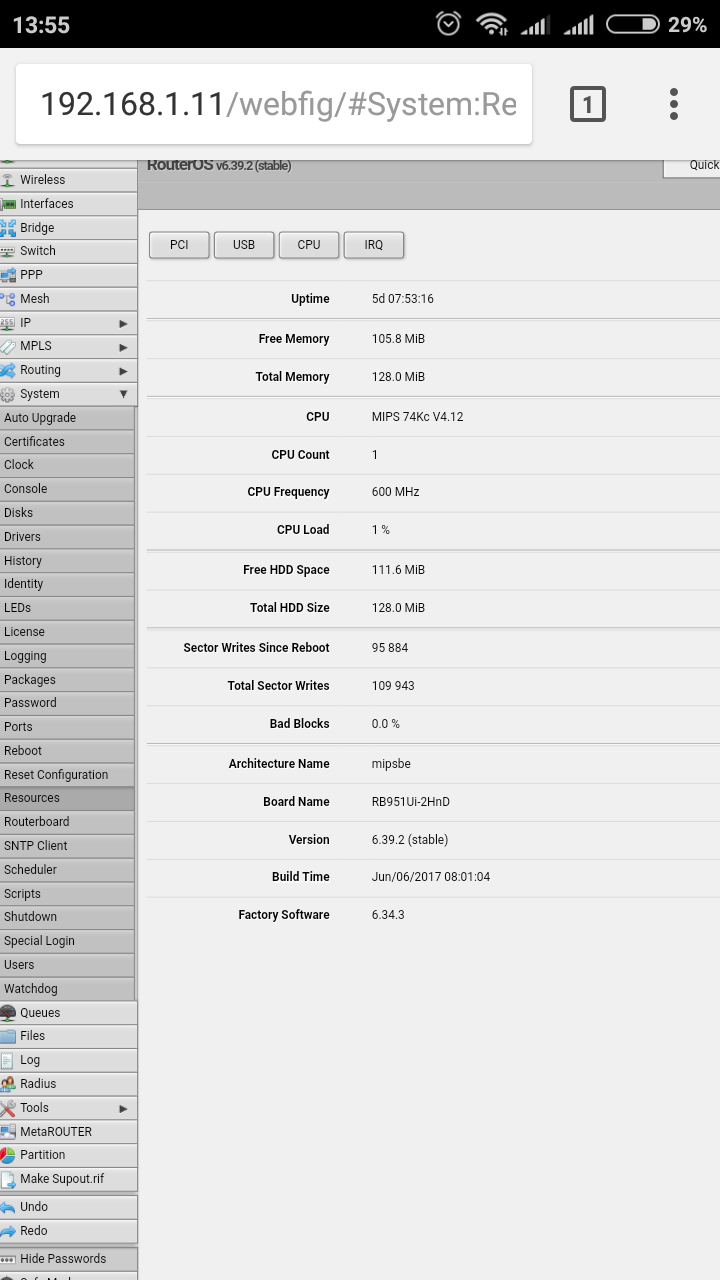 13:55
29%
192.168.1.11/webfig/#System:Re
1
RouterOS v6.39.2 (stable)
Quick
Wireless
Interfaces
Bridge
Switch
PPP
Mesh
IP
MPLS
Routing
System
Auto Upgrade
Certificates
Clock
Console
Disks
Drivers
History
Identity
LEDs
License
Logging
Packages
Password
Ports
Reboot
Reset Configuration
Resources
Routerboard
SNTP Client
Scheduler
Scripts
Shutdown
Special Login
Users
Watchdog
Queues
Files
Log
Radius
Tools
MetaROUTER
Partition
Make Supout.rif
Undo
Redo
Hide Passwords
PCI USB CPU IRQ
Uptime 5d 07:53:16
Free Memory 105.8 MiB
Total Memory 128.0 MiB
CPU MIPS 74Kc V4.12
CPU Count 1
CPU Frequency 600 MHz
CPU Load 1 %
Free HDD Space 111.6 MiB
Total HDD Size 128.0 MiB
Sector Writes Since Reboot 95 884
Total Sector Writes 109 943
Bad Blocks 0.0 %
Architecture Name mipsbe
Board Name RB951Ui-2HnD
Version 6.39.2 (stable)
Build Time Jun/06/2017 08:01:04
Factory Software 6.34.3